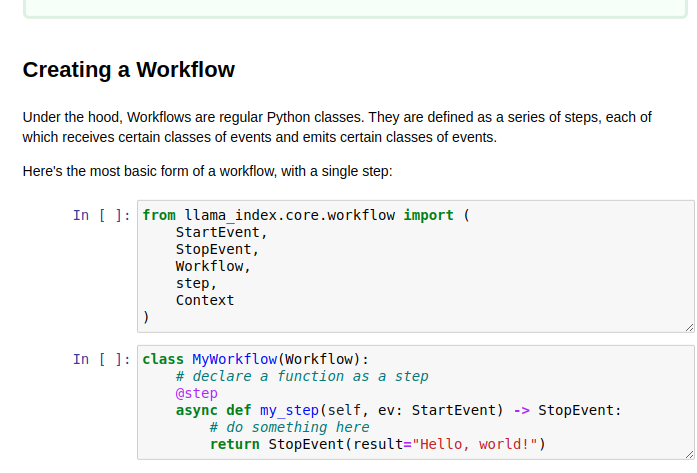 Creating a Workflow
Under the hood, Workflows are regular Python classes. They are defined as a series of steps, each of
which receives certain classes of events and emits certain classes of events.
Here's the most basic form of a workflow, with a single step:
In [ ]: from llama_index.core.workflow import (
    StartEvent,
    StopEvent,
    Workflow,
    step,
    Context
)
In [ ]: class MyWorkflow(Workflow):
    # declare a function as a step
    @step
    async def my_step(self, ev: StartEvent) -> StopEvent:
        # do something here
        return StopEvent(result="Hello, world!")